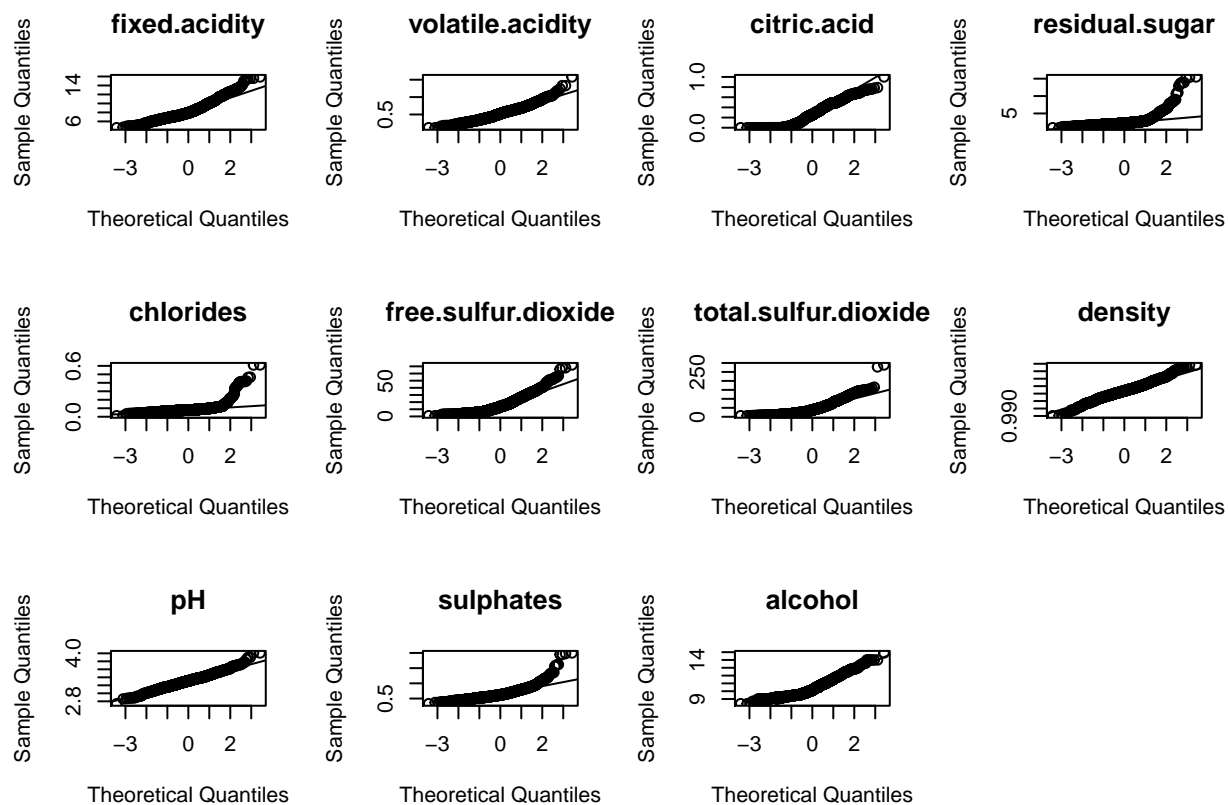 fixed.acidity
Sample Quantiles
6
14
−3
0
2
Theoretical Quantiles
volatile.acidity
Sample Quantiles
0.5
−3
0
2
Theoretical Quantiles
citric.acid
Sample Quantiles
0.0
1.0
−3
0
2
Theoretical Quantiles
residual.sugar
Sample Quantiles
5
−3
0
2
Theoretical Quantiles
chlorides
Sample Quantiles
0.0
0.6
−3
0
2
Theoretical Quantiles
free.sulfur.dioxide
Sample Quantiles
0
50
−3
0
2
Theoretical Quantiles
total.sulfur.dioxide
Sample Quantiles
0
250
−3
0
2
Theoretical Quantiles
density
Sample Quantiles
0.990
−3
0
2
Theoretical Quantiles
pH
Sample Quantiles
2.8
4.0
−3
0
2
Theoretical Quantiles
sulphates
Sample Quantiles
0.5
−3
0
2
Theoretical Quantiles
alcohol
Sample Quantiles
9
14
−3
0
2
Theoretical Quantiles